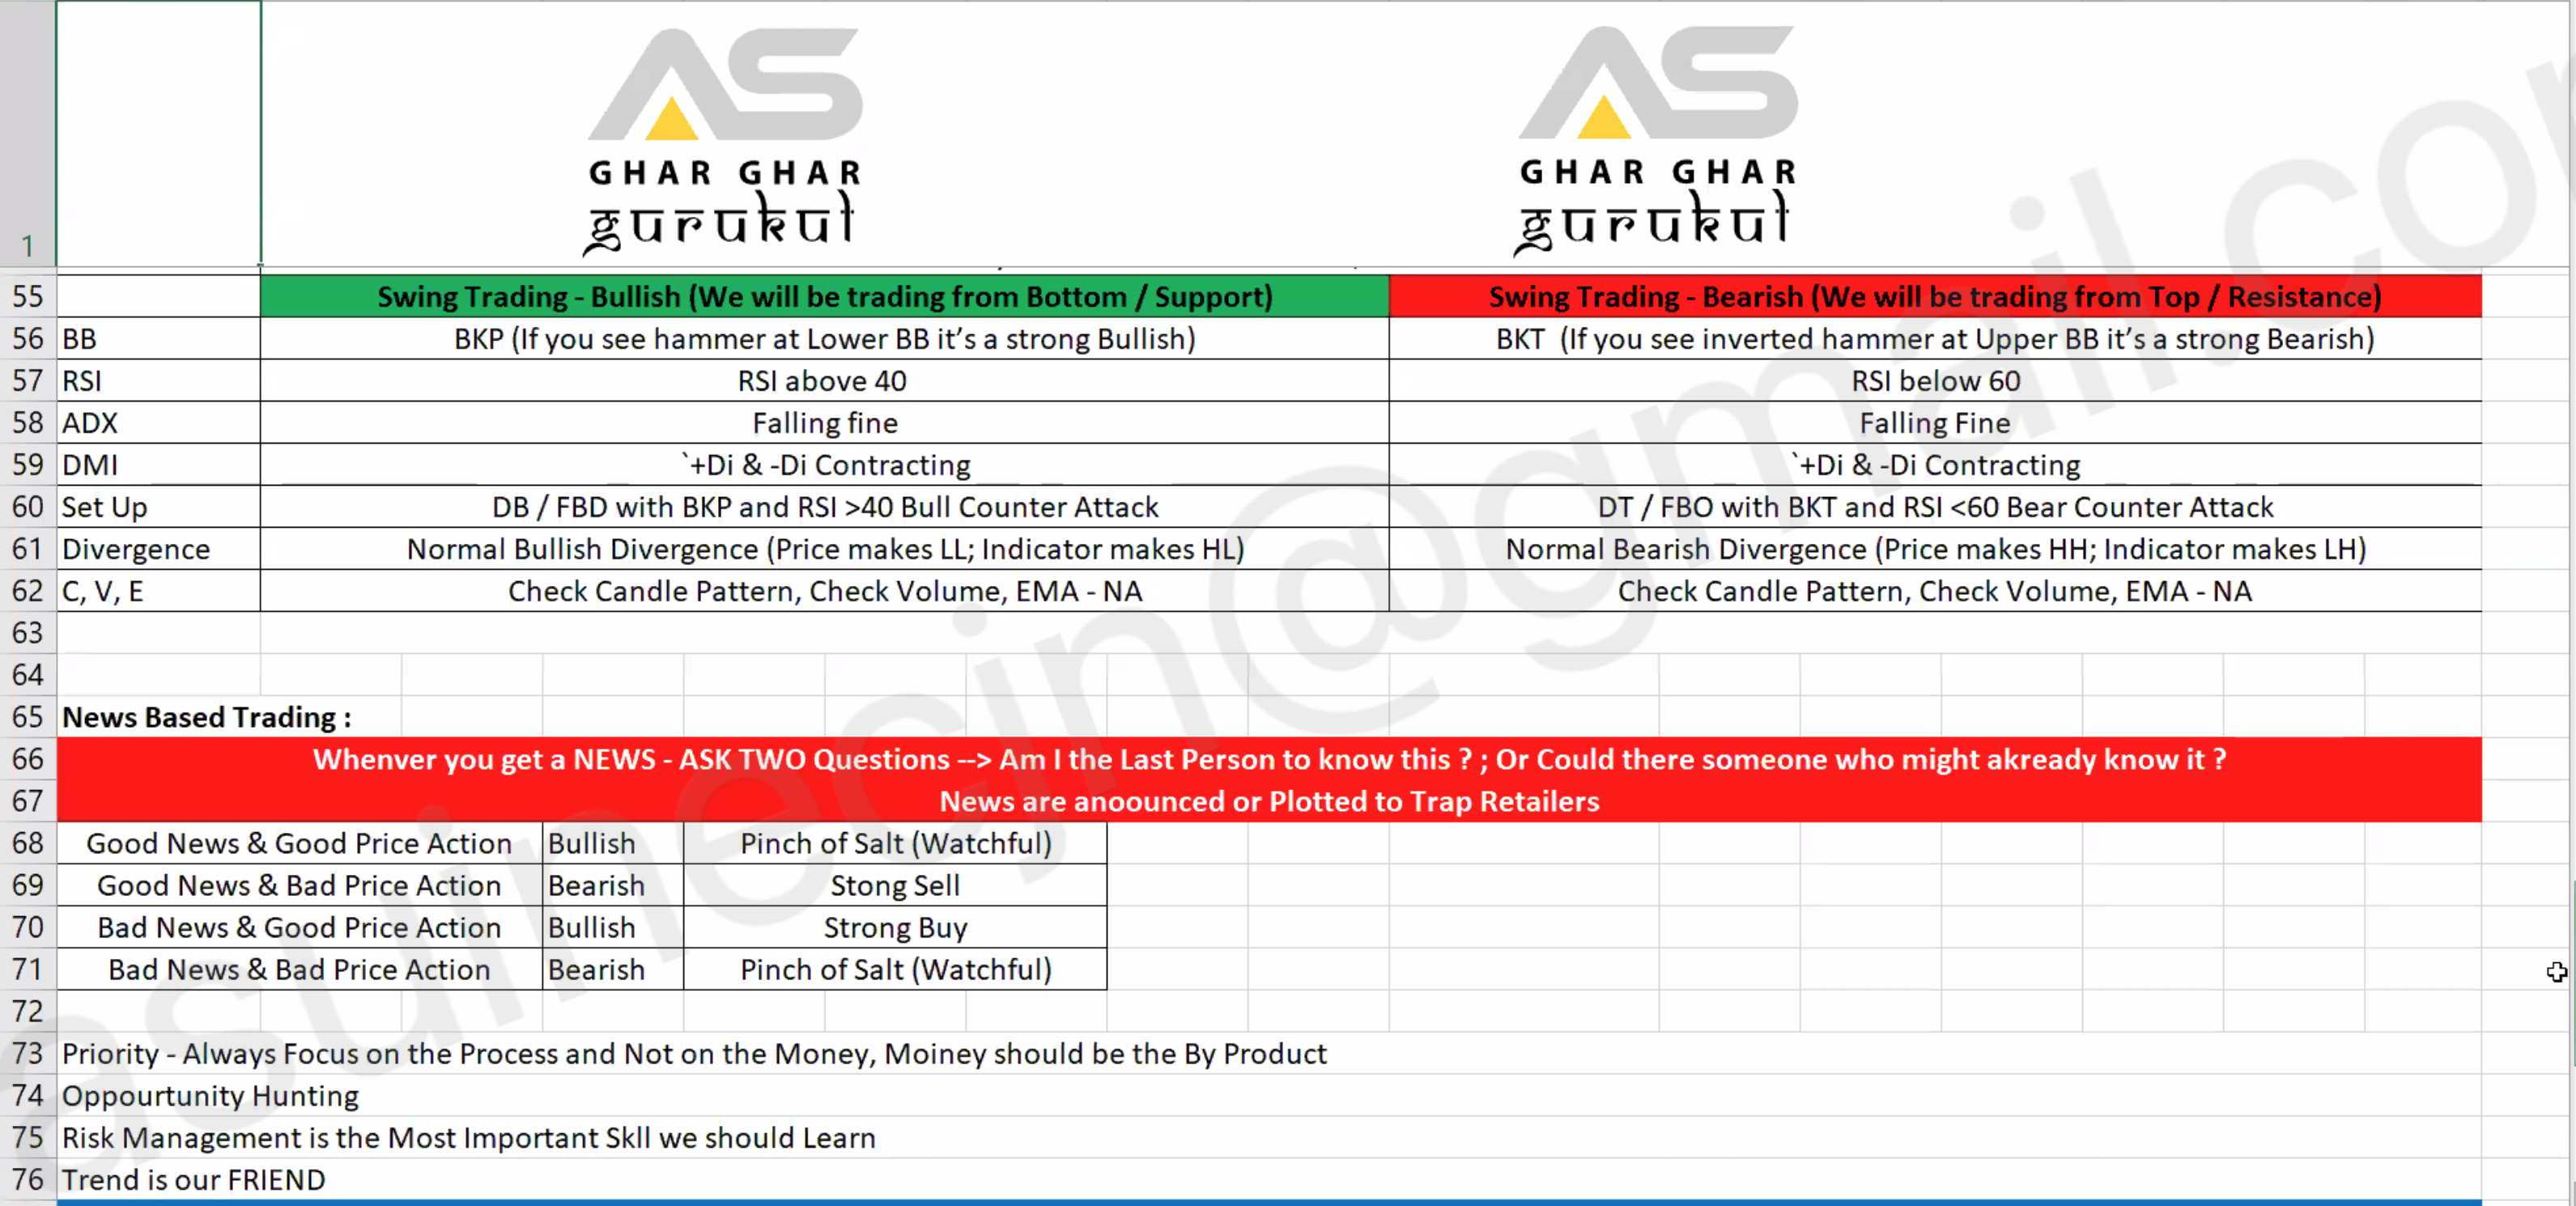 AS AS
GHAR GHAR GHAR GHAR
gurukul gurukul
1
55 Swing Trading - Bullish (We will be trading from Bottom / Support) Swing Trading - Bearish (We will be trading from Top / Resistance)
56 BB BKP (If you see hammer at Lower BB it’s a strong Bullish) BKT (If you see inverted hammer at Upper BB it’s a strong Bearish)
57 RSI RSI above 40 RSI below 60
58 ADX Falling fine Falling Fine
59 DMI `+Di & -Di Contracting `+Di & -Di Contracting
60 Set Up DB / FBD with BKP and RSI >40 Bull Counter Attack DT / FBO with BKT and RSI <60 Bear Counter Attack
61 Divergence Normal Bullish Divergence (Price makes LL; Indicator makes HL) Normal Bearish Divergence (Price makes HH; Indicator makes LH)
62 C, V, E Check Candle Pattern, Check Volume, EMA - NA Check Candle Pattern, Check Volume, EMA - NA
63
64
65 News Based Trading :
66 Whenver you get a NEWS - ASK TWO Questions --> Am I the Last Person to know this ? ; Or Could there someone who might akready know it ?
67 News are anoounced or Plotted to Trap Retailers
68 Good News & Good Price Action Bullish Pinch of Salt (Watchful)
69 Good News & Bad Price Action Bearish Stong Sell
70 Bad News & Good Price Action Bullish Strong Buy
71 Bad News & Bad Price Action Bearish Pinch of Salt (Watchful)
72
73 Priority - Always Focus on the Process and Not on the Money, Moiney should be the By Product
74 Oppourtunity Hunting
75 Risk Management is the Most Important Skll we should Learn
76 Trend is our FRIEND
asuinecjn@gmail.com